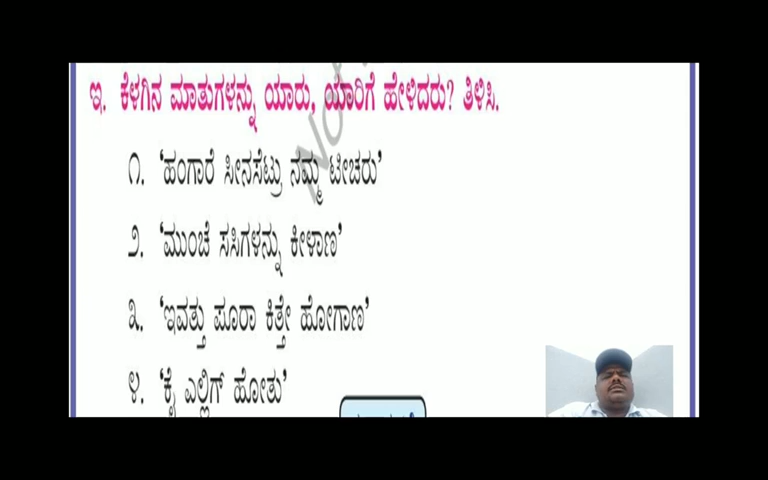 ಇ. ಕೆಳಗಿನ ಮಾತುಗಳನ್ನು ಯಾರು, ಯಾರಿಗೆ ಹೇಳಿದರು? ತಿಳಿಸಿ.
೧. ‘ಹಂಗಾರೆ ಸೀನಸೆಟ್ರು ನಮ್ಮ ಟೀಚರು’
೨. ‘ಮುಂಚೆ ಸಸಿಗಳನ್ನು ಕೀಳಾಣ’
೩. ‘ಇವತ್ತು ಪೂರಾ ಕಿತ್ತೇ ಹೋಗಾಣ’
೪. ‘ಕೈ ಎಲ್ಲಿಗ್ ಹೋತು’